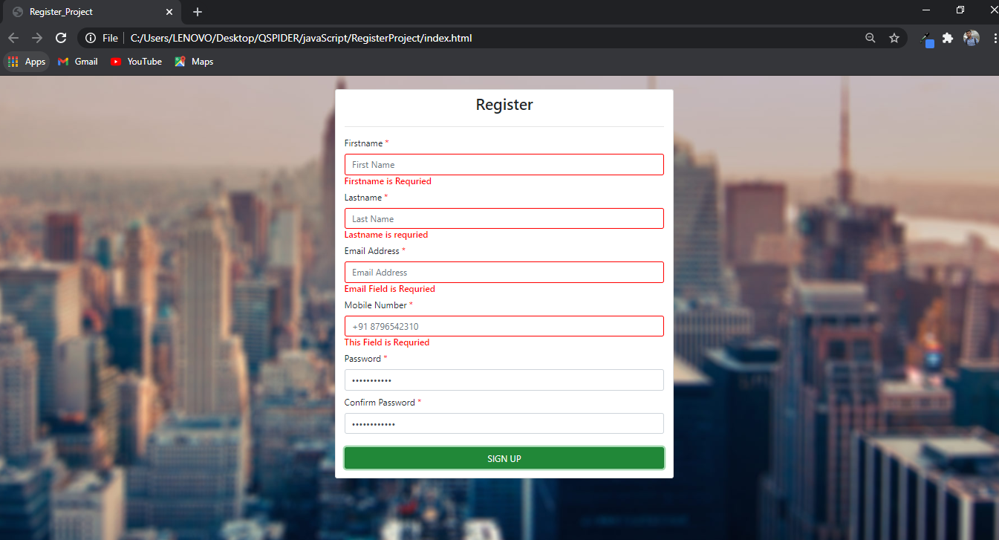 Register_Project
File C:/Users/LENOVO/Desktop/QSPIDER/javaScript/RegisterProject/index.html
Apps Gmail YouTube Maps
Register
Firstname *
First Name
Firstname is Requried
Lastname *
Last Name
Lastname is requried
Email Address *
Email Address
Email Field is Requried
Mobile Number *
+91 8796542310
This Field is Requried
Password *
•••••••••••
Confirm Password *
••••••••••••
SIGN UP